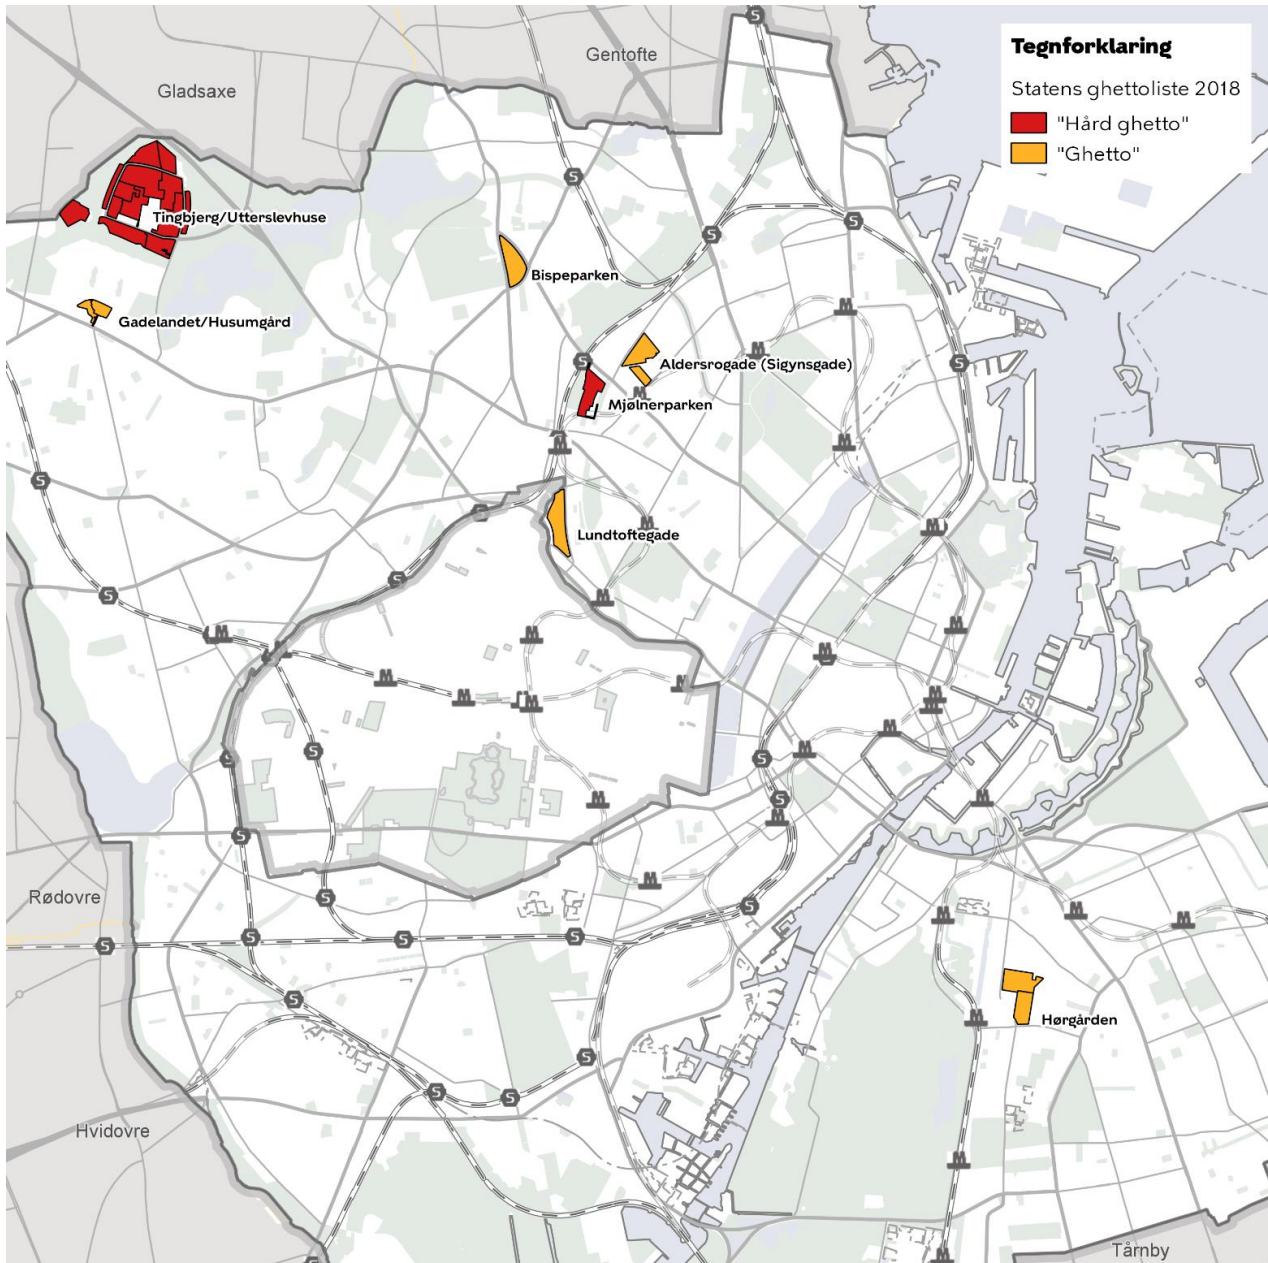 Tegnforklaring
Statens ghettoliste 2018
"Hård ghetto"
"Ghetto"
Gentofte
Gladsaxe
Tingbjerg/Utterslevhuse
Bispeparken
Gadelandet/Husumgård
Aldersrogade (Sigynsgade)
Mjølnerparken
Lundtoftegade
Rødovre
Hørgården
Hvidovre
Tårnby